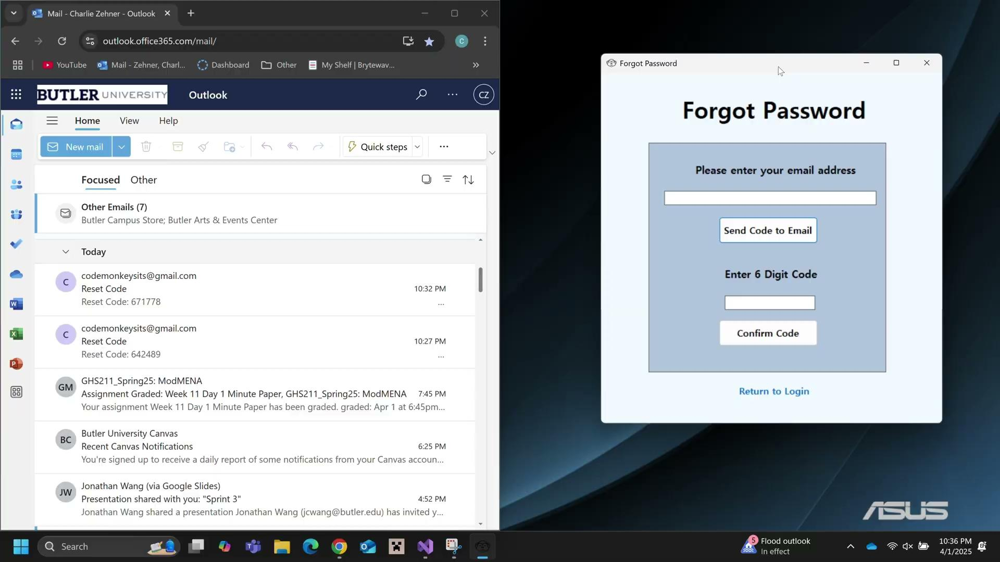 Mail - Charlie Zehner - Outlook
outlook.office365.com/mail/
C
YouTube
Mail - Zehner, Charl...
Dashboard
Other
My Shelf | Brytewav...
BUTLER UNIVERSITY
Outlook
CZ
Home
View
Help
New mail
Quick steps
Focused
Other
Other Emails (7)
Butler Campus Store; Butler Arts & Events Center
Today
C
codemonkeysits@gmail.com
Reset Code
10:32 PM
Reset Code: 671778
...
C
codemonkeysits@gmail.com
Reset Code
10:27 PM
Reset Code: 642489
...
GM
GHS211_Spring25: ModMENA
Assignment Graded: Week 11 Day 1 Minute Paper, GHS211_Spring25: ModMENA
7:45 PM
Your assignment Week 11 Day 1 Minute Paper has been graded. graded: Apr 1 at 6:45pm...
BC
Butler University Canvas
Recent Canvas Notifications
6:25 PM
You're signed up to receive a daily report of some notifications from your Canvas accoun...
JW
Jonathan Wang (via Google Slides)
Presentation shared with you: "Sprint 3"
4:52 PM
Jonathan Wang shared a presentation Jonathan Wang (jcwang@butler.edu) has invited y...
Forgot Password
Forgot Password
Please enter your email address
Send Code to Email
Enter 6 Digit Code
Confirm Code
Return to Login
ASUS
Search
5
Flood outlook
In effect
10:36 PM
4/1/2025